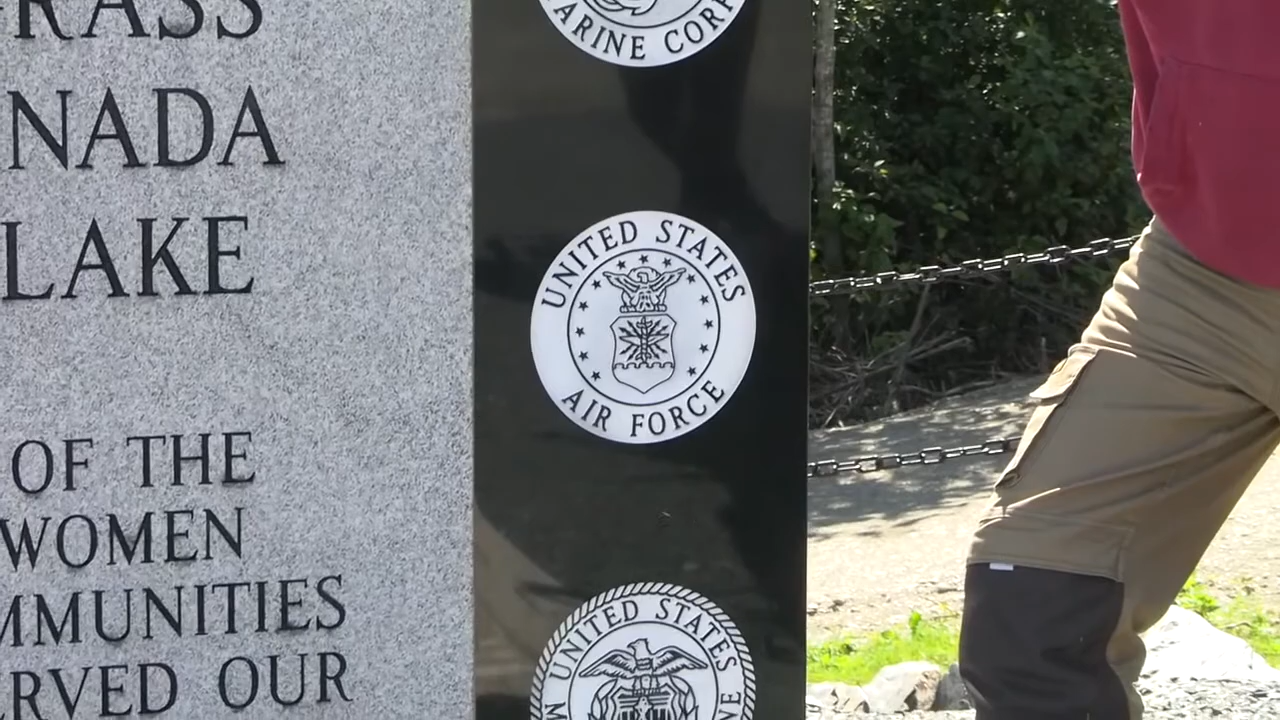 RASS
NADA
LAKE
OF THE
WOMEN
MMUNITIES
RVED OUR
ARINE CORP
UNITED STATES
AIR FORCE
UNITED STATES